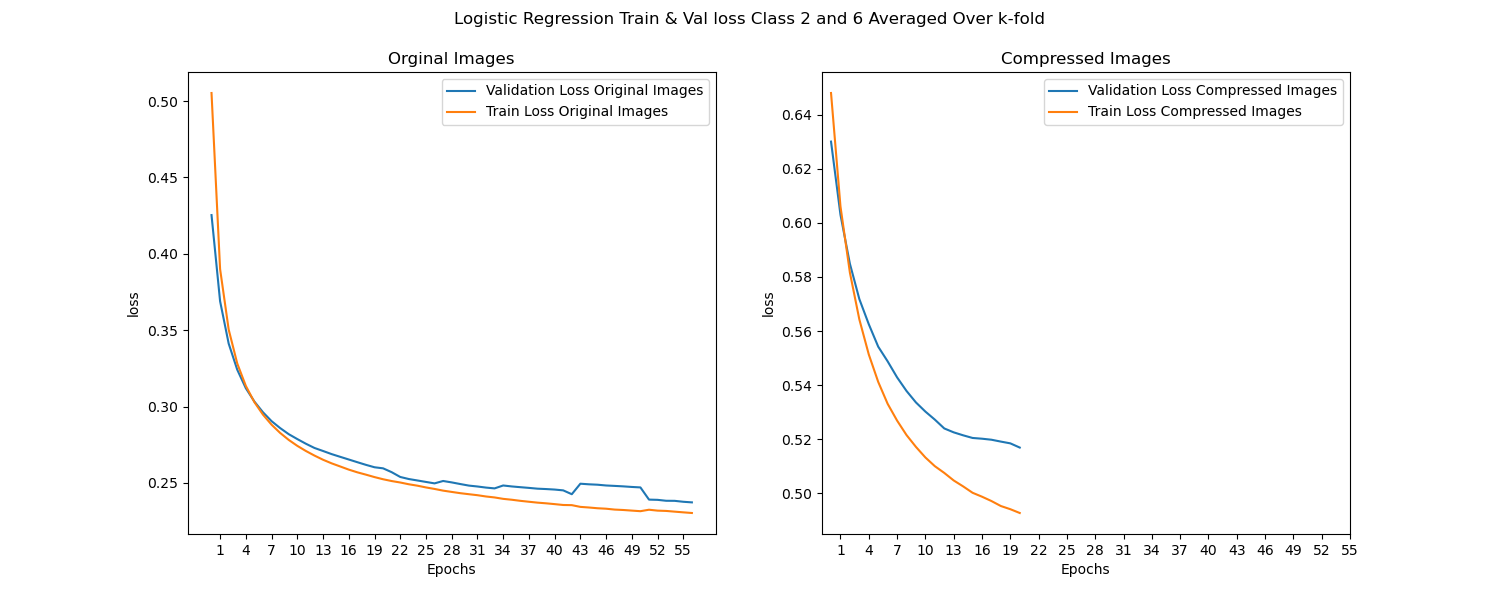 Logistic Regression Train & Val loss Class 2 and 6 Averaged Over k-fold
Orginal Images
Validation Loss Original Images
Train Loss Original Images
0.50
0.45
0.40
0.35
0.30
0.25
loss
1 4 7 10 13 16 19 22 25 28 31 34 37 40 43 46 49 52 55
Epochs
Compressed Images
Validation Loss Compressed Images
Train Loss Compressed Images
0.64
0.62
0.60
0.58
0.56
0.54
0.52
0.50
loss
1 4 7 10 13 16 19 22 25 28 31 34 37 40 43 46 49 52 55
Epochs